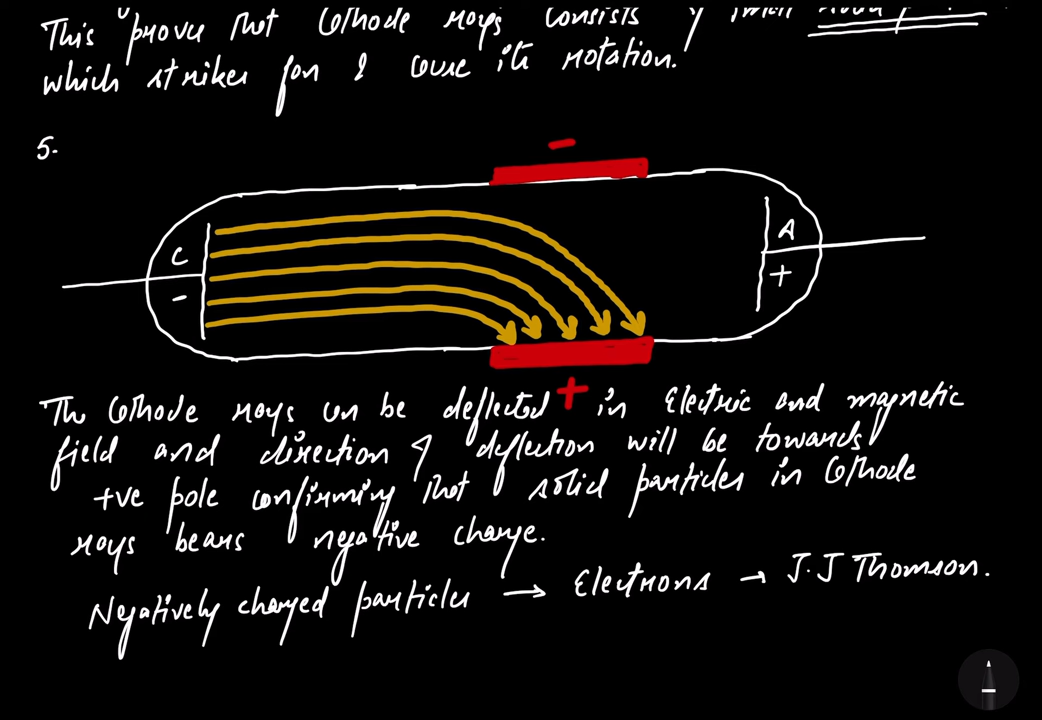 This prove that Cathode rays consists of small solid
which strikes fan & cause its rotation.
5.
-
C
-
A
+
+
The Cathode rays can be deflected in Electric and magnetic
field and direction of deflection will be towards
+ve pole confirming that solid particles in Cathode
rays bears negative charge.
Negatively charged particles → Electrons → J.J Thomson.